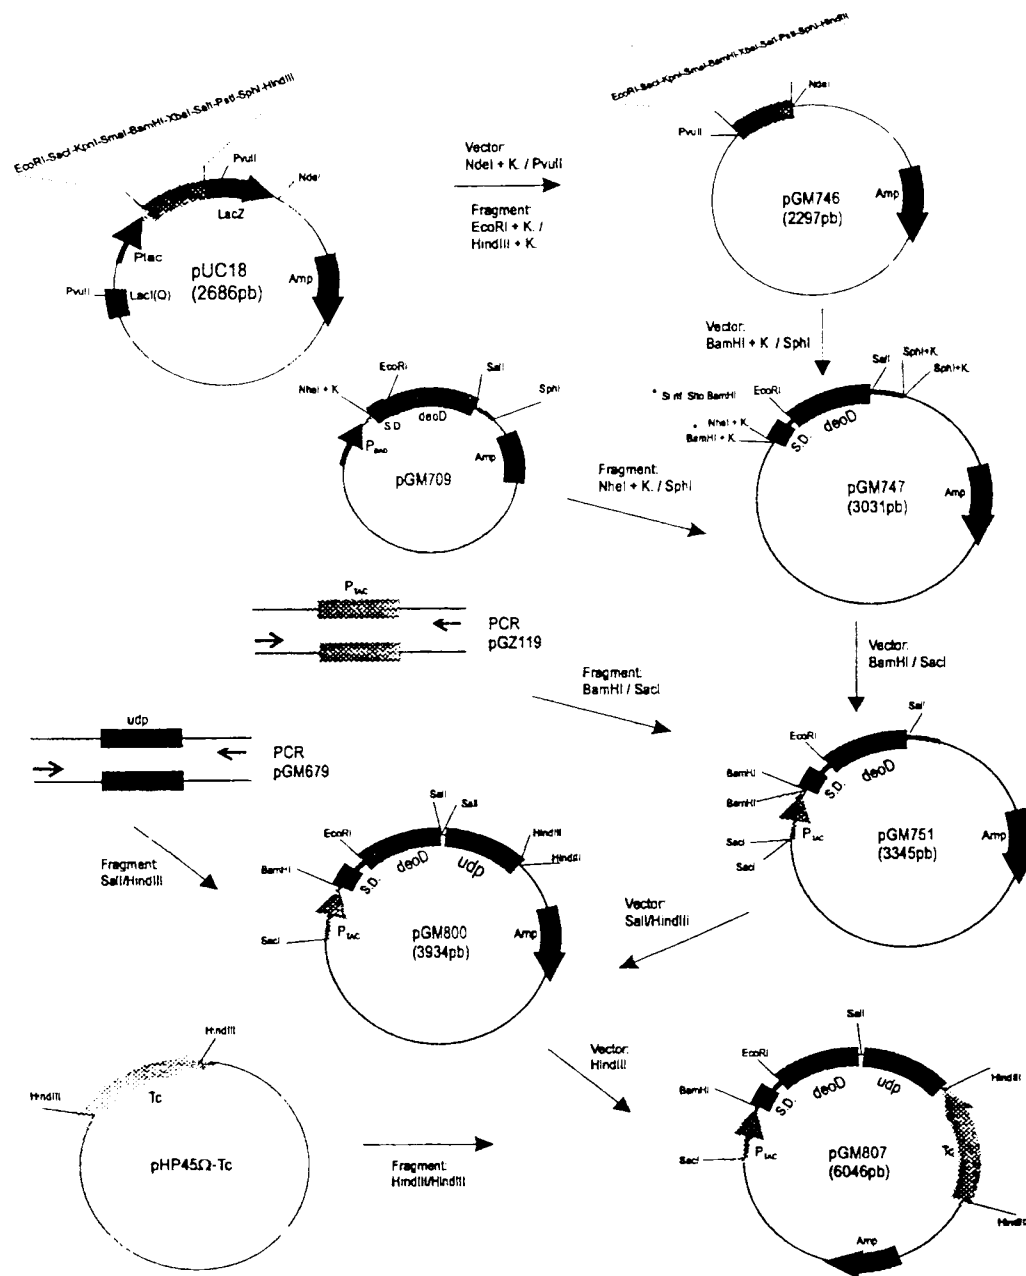 EcoRI-SacI-KpnI-SmaI-BamHI-XbaI-SalI-PstI-SphI-HindIII
PvuII
NdeI
LacZ
Plac
pUC18
(2686pb)
PvuII
LacI(Q)
Amp
Vector:
NdeI + K. / PvuII
Fragment:
EcoRI + K. /
HindIII + K.
EcoRI-SacI-KpnI-SmaI-BamHI-XbaI-SalI-PstI-SphI-HindIII
NdeI
PvuII
pGM746
(2297pb)
Amp
Vector:
BamHI + K. / SphI
NheI + K.
EcoRI
SalI
SphI
S.D.
deoD
PBAD
Amp
pGM709
Fragment:
NheI + K. / SphI
EcoRI
SalI
SphI+K.
SphI+K.
NheI + K.
BamHI + K.
S.D.
deoD
pGM747
(3031pb)
Amp
PTAC
PCR
pGZ119
Fragment:
BamHI / SacI
Vector:
BamHI / SacI
udp
PCR
pGM679
Fragment:
SalI/HindIII
SalI
EcoRI
BamHI
BamHI
S.D.
deoD
SacI
SacI
PTAC
pGM751
(3345pb)
Amp
Vector:
SalI/HindIII
SalI
SalI
EcoRI
HindIII
HindIII
BamHI
S.D.
deoD
udp
SacI
PTAC
pGM800
(3934pb)
Amp
Vector:
HindIII
HindIII
HindIII
Tc
pHP45Ω-Tc
Fragment:
HindIII/HindIII
SalI
EcoRI
BamHI
HindIII
S.D.
deoD
udp
SacI
PTAC
pGM807
(6046pb)
Tc
HindIII
Amp